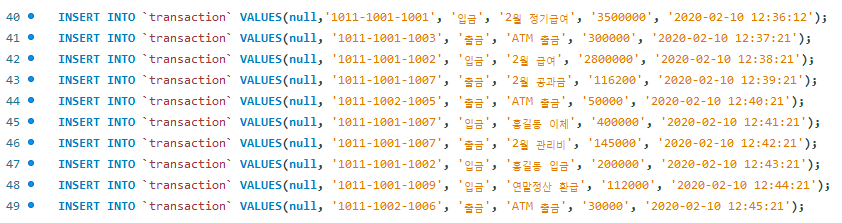 40 INSERT INTO `transaction` VALUES(null,'1011-1001-1001', '입금', '2월 정기급여', '3500000', '2020-02-10 12:36:12');
41 INSERT INTO `transaction` VALUES(null, '1011-1001-1003', '출금', 'ATM 출금', '300000', '2020-02-10 12:37:21');
42 INSERT INTO `transaction` VALUES(null, '1011-1001-1002', '입금', '2월 급여', '2800000', '2020-02-10 12:38:21');
43 INSERT INTO `transaction` VALUES(null, '1011-1001-1007', '출금', '2월 공과금', '116200', '2020-02-10 12:39:21');
44 INSERT INTO `transaction` VALUES(null, '1011-1002-1005', '출금', 'ATM 출금', '50000', '2020-02-10 12:40:21');
45 INSERT INTO `transaction` VALUES(null, '1011-1001-1007', '입금', '홍길동 이체', '400000', '2020-02-10 12:41:21');
46 INSERT INTO `transaction` VALUES(null, '1011-1001-1007', '출금', '2월 관리비', '145000', '2020-02-10 12:42:21');
47 INSERT INTO `transaction` VALUES(null, '1011-1001-1002', '입금', '홍길동 입금', '200000', '2020-02-10 12:43:21');
48 INSERT INTO `transaction` VALUES(null, '1011-1001-1009', '입금', '연말정산 환급', '112000', '2020-02-10 12:44:21');
49 INSERT INTO `transaction` VALUES(null, '1011-1002-1006', '출금', 'ATM 출금', '30000', '2020-02-10 12:45:21');